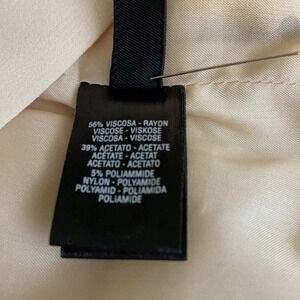 56% VISCOSA - RAYON
VISCOSE - VISKOSE
VISCOSA - VISCOSE
39% ACETATO - ACETATE
ACETATE - ACETAT
ACETATO - ACETATO
5% POLIAMMIDE
NYLON - POLYAMIDE
POLYAMID - POLIAMIDA
POLIAMIDE